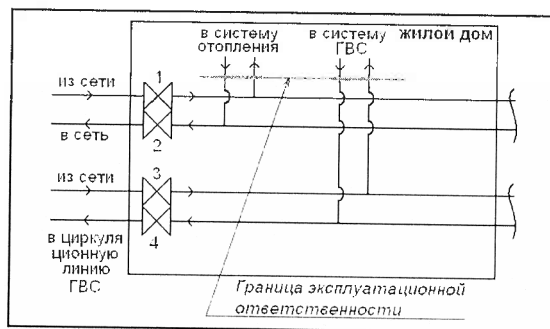 в систему отопления
в систему ГВС
ЖИЛОЙ ДОМ
из сети
1
в сеть
2
из сети
3
4
в циркуля
ционную
линию
ГВС
Граница эксплуатационной
ответственности